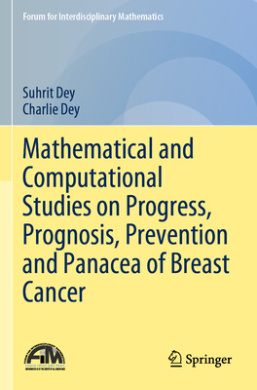 Forum for Interdisciplinary Mathematics
Suhrit Dey
Charlie Dey
Mathematical and
Computational
Studies on Progress,
Prognosis, Prevention
and Panacea of Breast
Cancer
FIM
Springer